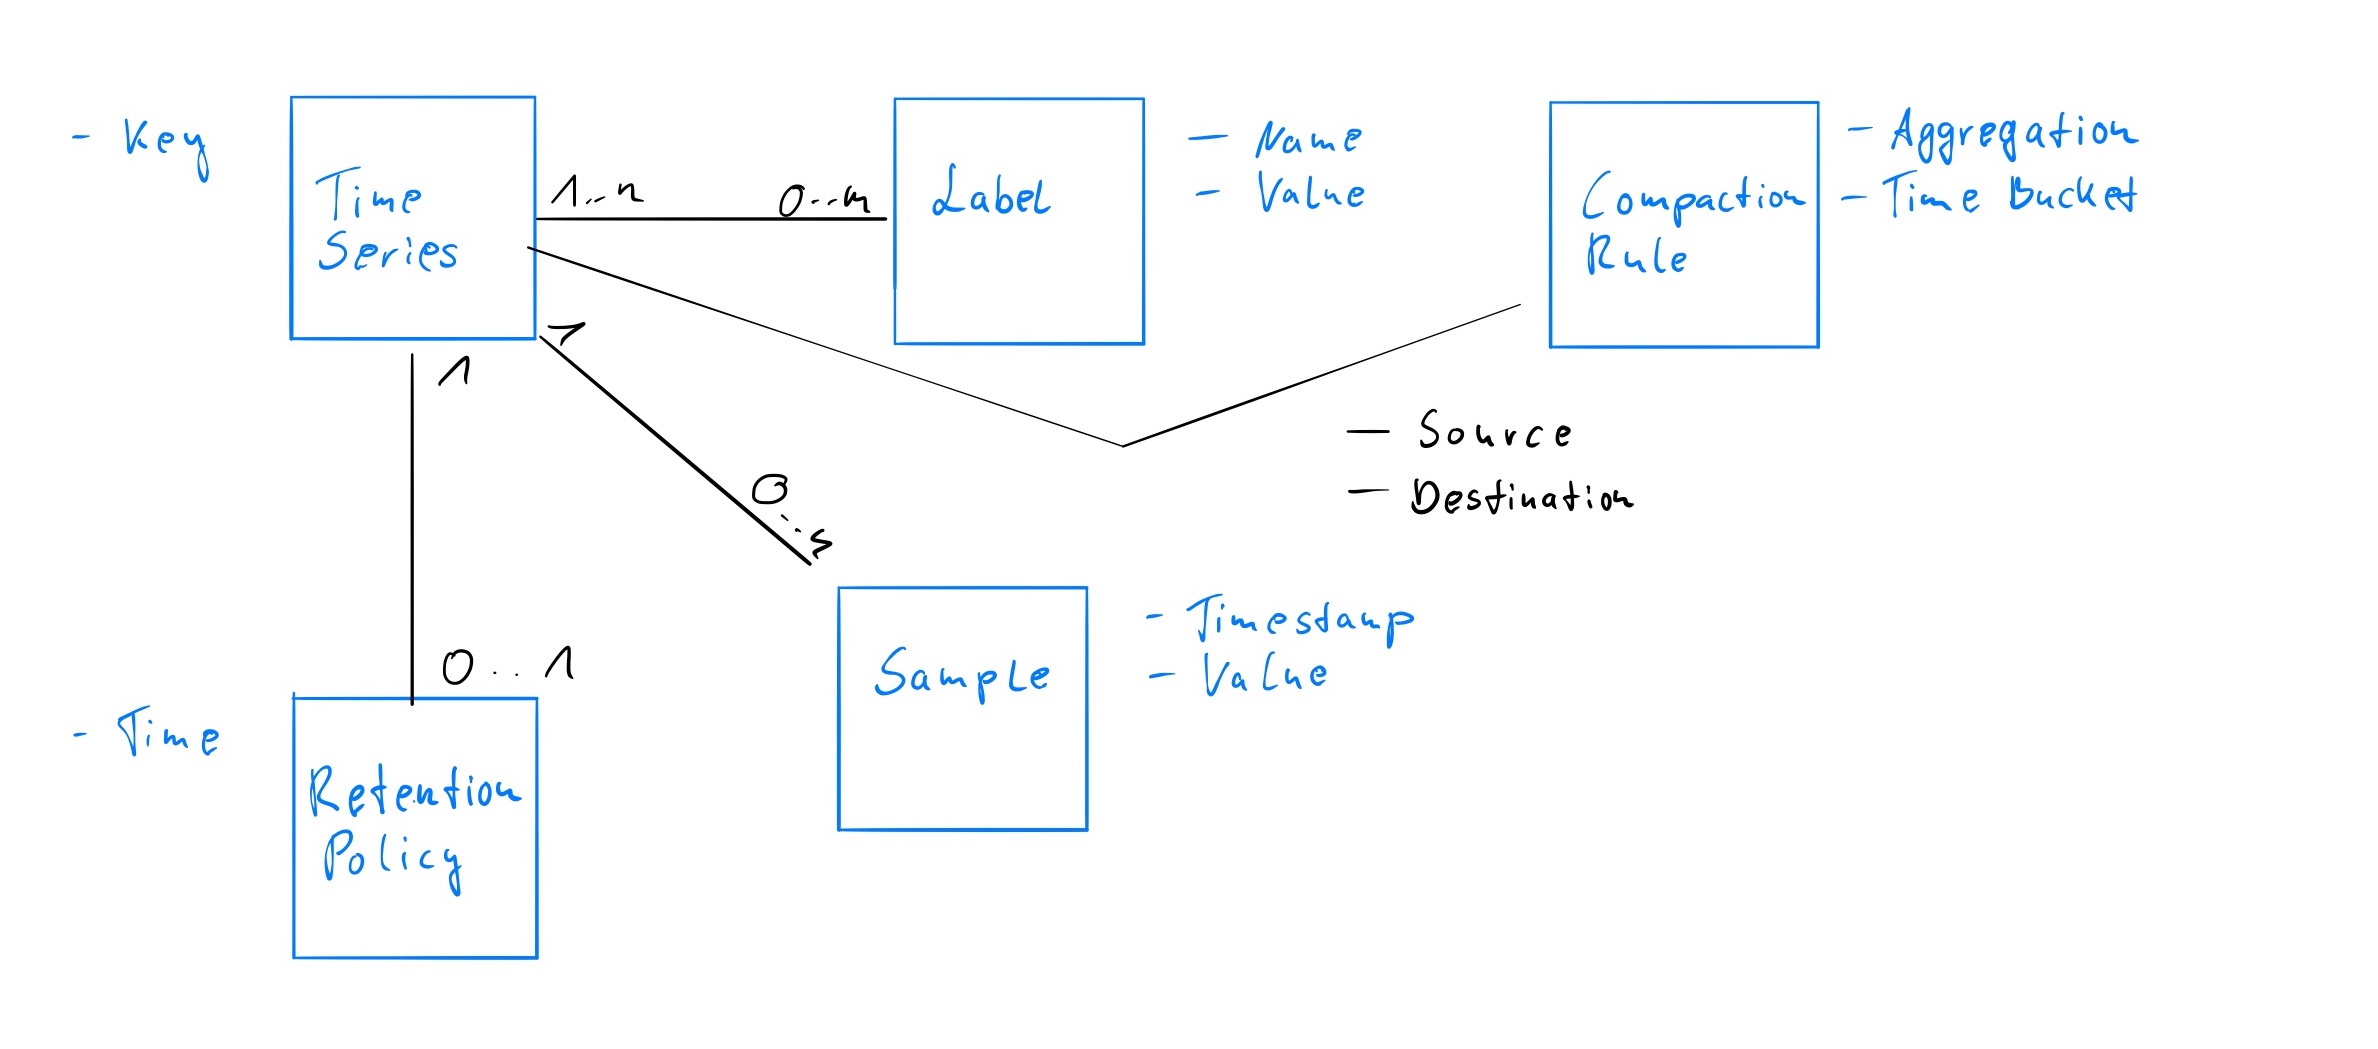 - Key
Time
Series
1..n
0..m
Label
- Name
- Value
Compaction
Rule
- Aggregation
- Time Bucket
1
1
0...n
- Source
- Destination
0...1
- Time
Retention
Policy
Sample
- Timestamp
- Value